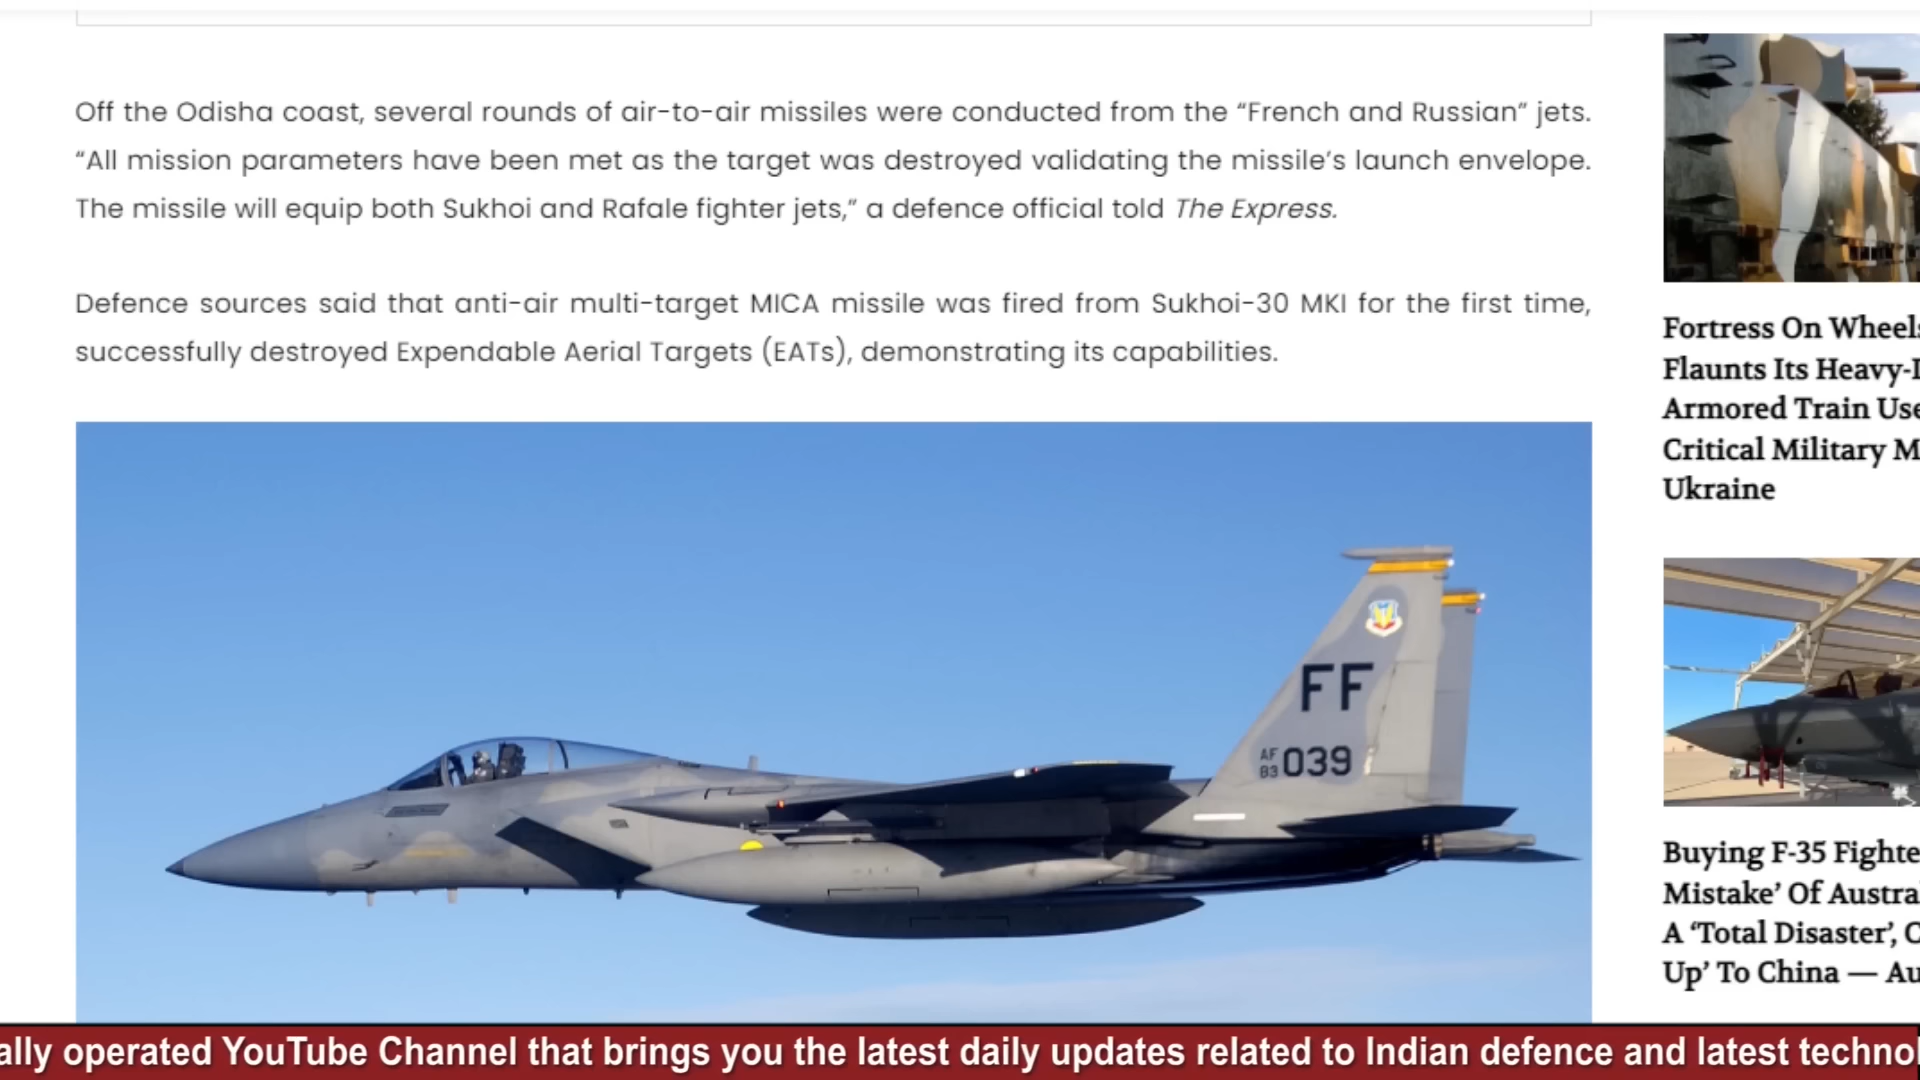 Off the Odisha coast, several rounds of air-to-air missiles were conducted from the “French and Russian” jets.
“All mission parameters have been met as the target was destroyed validating the missile’s launch envelope.
The missile will equip both Sukhoi and Rafale fighter jets,” a defence official told The Express.
Defence sources said that anti-air multi-target MICA missile was fired from Sukhoi-30 MKI for the first time,
successfully destroyed Expendable Aerial Targets (EATs), demonstrating its capabilities.
FF
AF
83 039
Fortress On Wheels
Flaunts Its Heavy-
Armored Train Use
Critical Military M
Ukraine
Buying F-35 Fighte
Mistake’ Of Austra
A ‘Total Disaster’,
Up’ To China — Au
ally operated YouTube Channel that brings you the latest daily updates related to Indian defence and latest techno